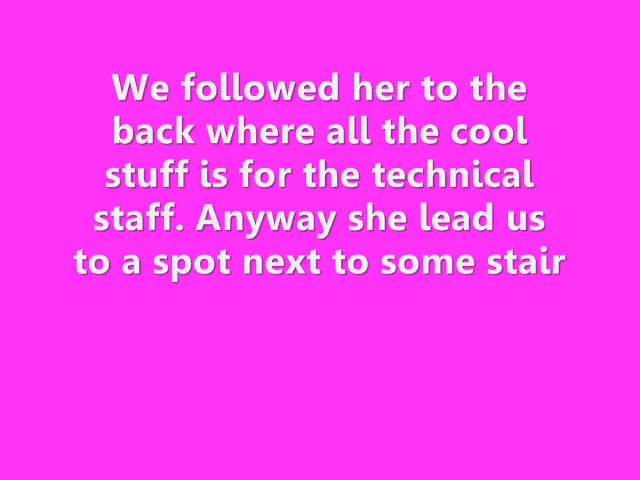 We followed her to the
back where all the cool
stuff is for the technical
staff. Anyway she lead us
to a spot next to some stair